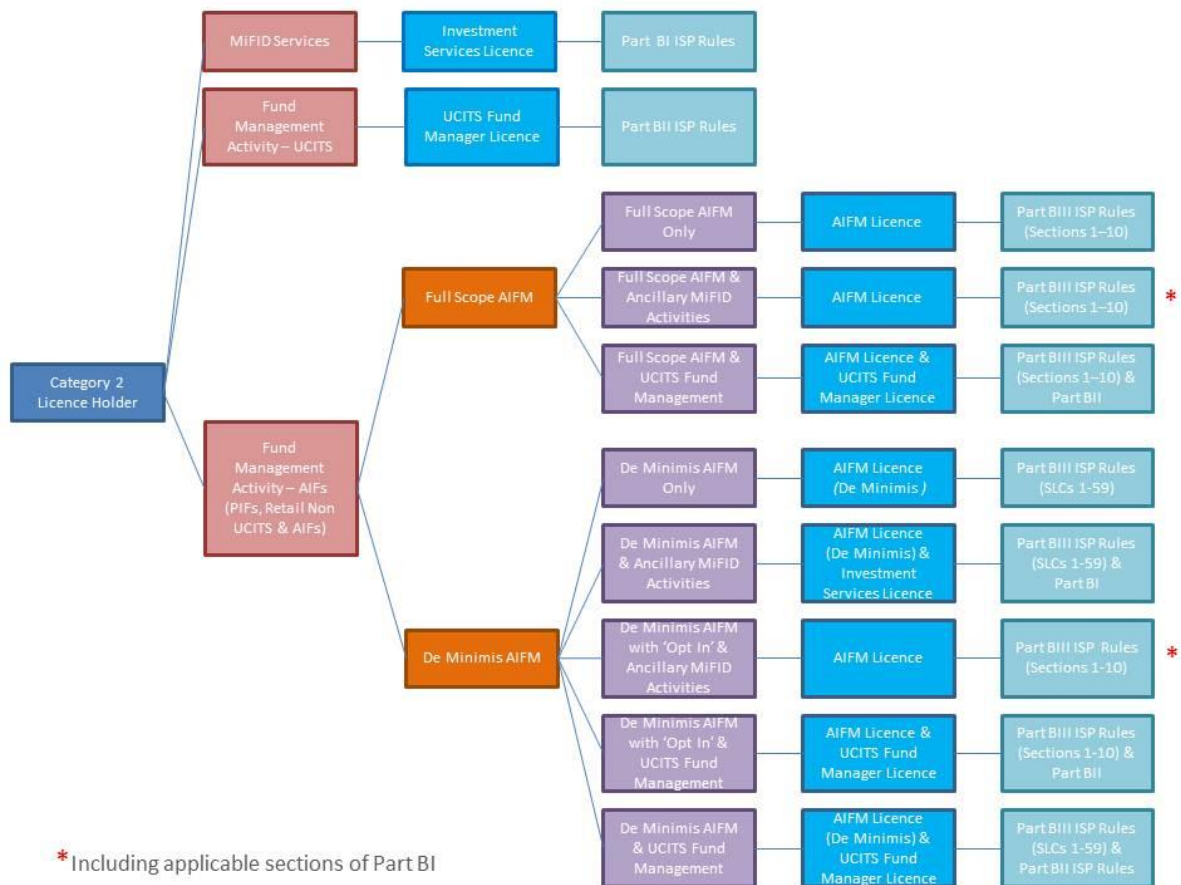 MiFID Services
Investment
Services Licence
Part BI ISP Rules
Fund
Management
Activity – UCITS
UCITS Fund
Manager Licence
Part BII ISP Rules
Full Scope AIFM
Only
AIFM Licence
Part BIII ISP Rules
(Sections 1–10)
Full Scope AIFM
Full Scope AIFM &
Ancillary MiFID
Activities
AIFM Licence
Part BIII ISP Rules
(Sections 1–10)
*
Full Scope AIFM &
UCITS Fund
Management
AIFM Licence &
UCITS Fund
Manager Licence
Part BIII ISP Rules
(Sections 1–10) &
Part BII
Category 2
Licence Holder
Fund
Management
Activity – AIFs
(PIFs, Retail Non
UCITS & AIFs)
De Minimis AIFM
Only
AIFM Licence
(De Minimis )
Part BIII ISP Rules
(SLCs 1-59)
De Minimis AIFM
& Ancillary MiFID
Activities
AIFM Licence
(De Minimis) &
Investment
Services Licence
Part BIII ISP Rules
(SLCs 1-59) &
Part BI
De Minimis AIFM
De Minimis AIFM
with ‘Opt In’ &
Ancillary MiFID
Activities
AIFM Licence
Part BIII ISP Rules
(Sections 1-10)
*
De Minimis AIFM
with ‘Opt In’ &
UCITS Fund
Management
AIFM Licence &
UCITS Fund
Manager Licence
Part BIII ISP Rules
(Sections 1-10) &
Part BII
De Minimis AIFM
& UCITS Fund
Management
AIFM Licence
(De Minimis) &
UCITS Fund
Manager Licence
Part BIII ISP Rules
(SLCs 1-59) &
Part BII ISP Rules
* Including applicable sections of Part BI